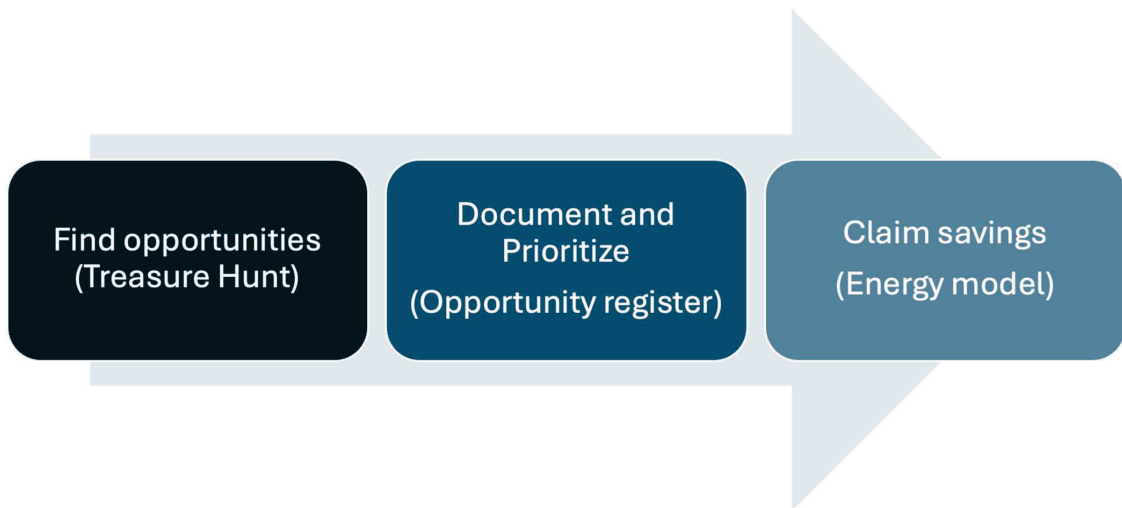 Find opportunities
(Treasure Hunt)
Document and
Prioritize
(Opportunity register)
Claim savings
(Energy model)